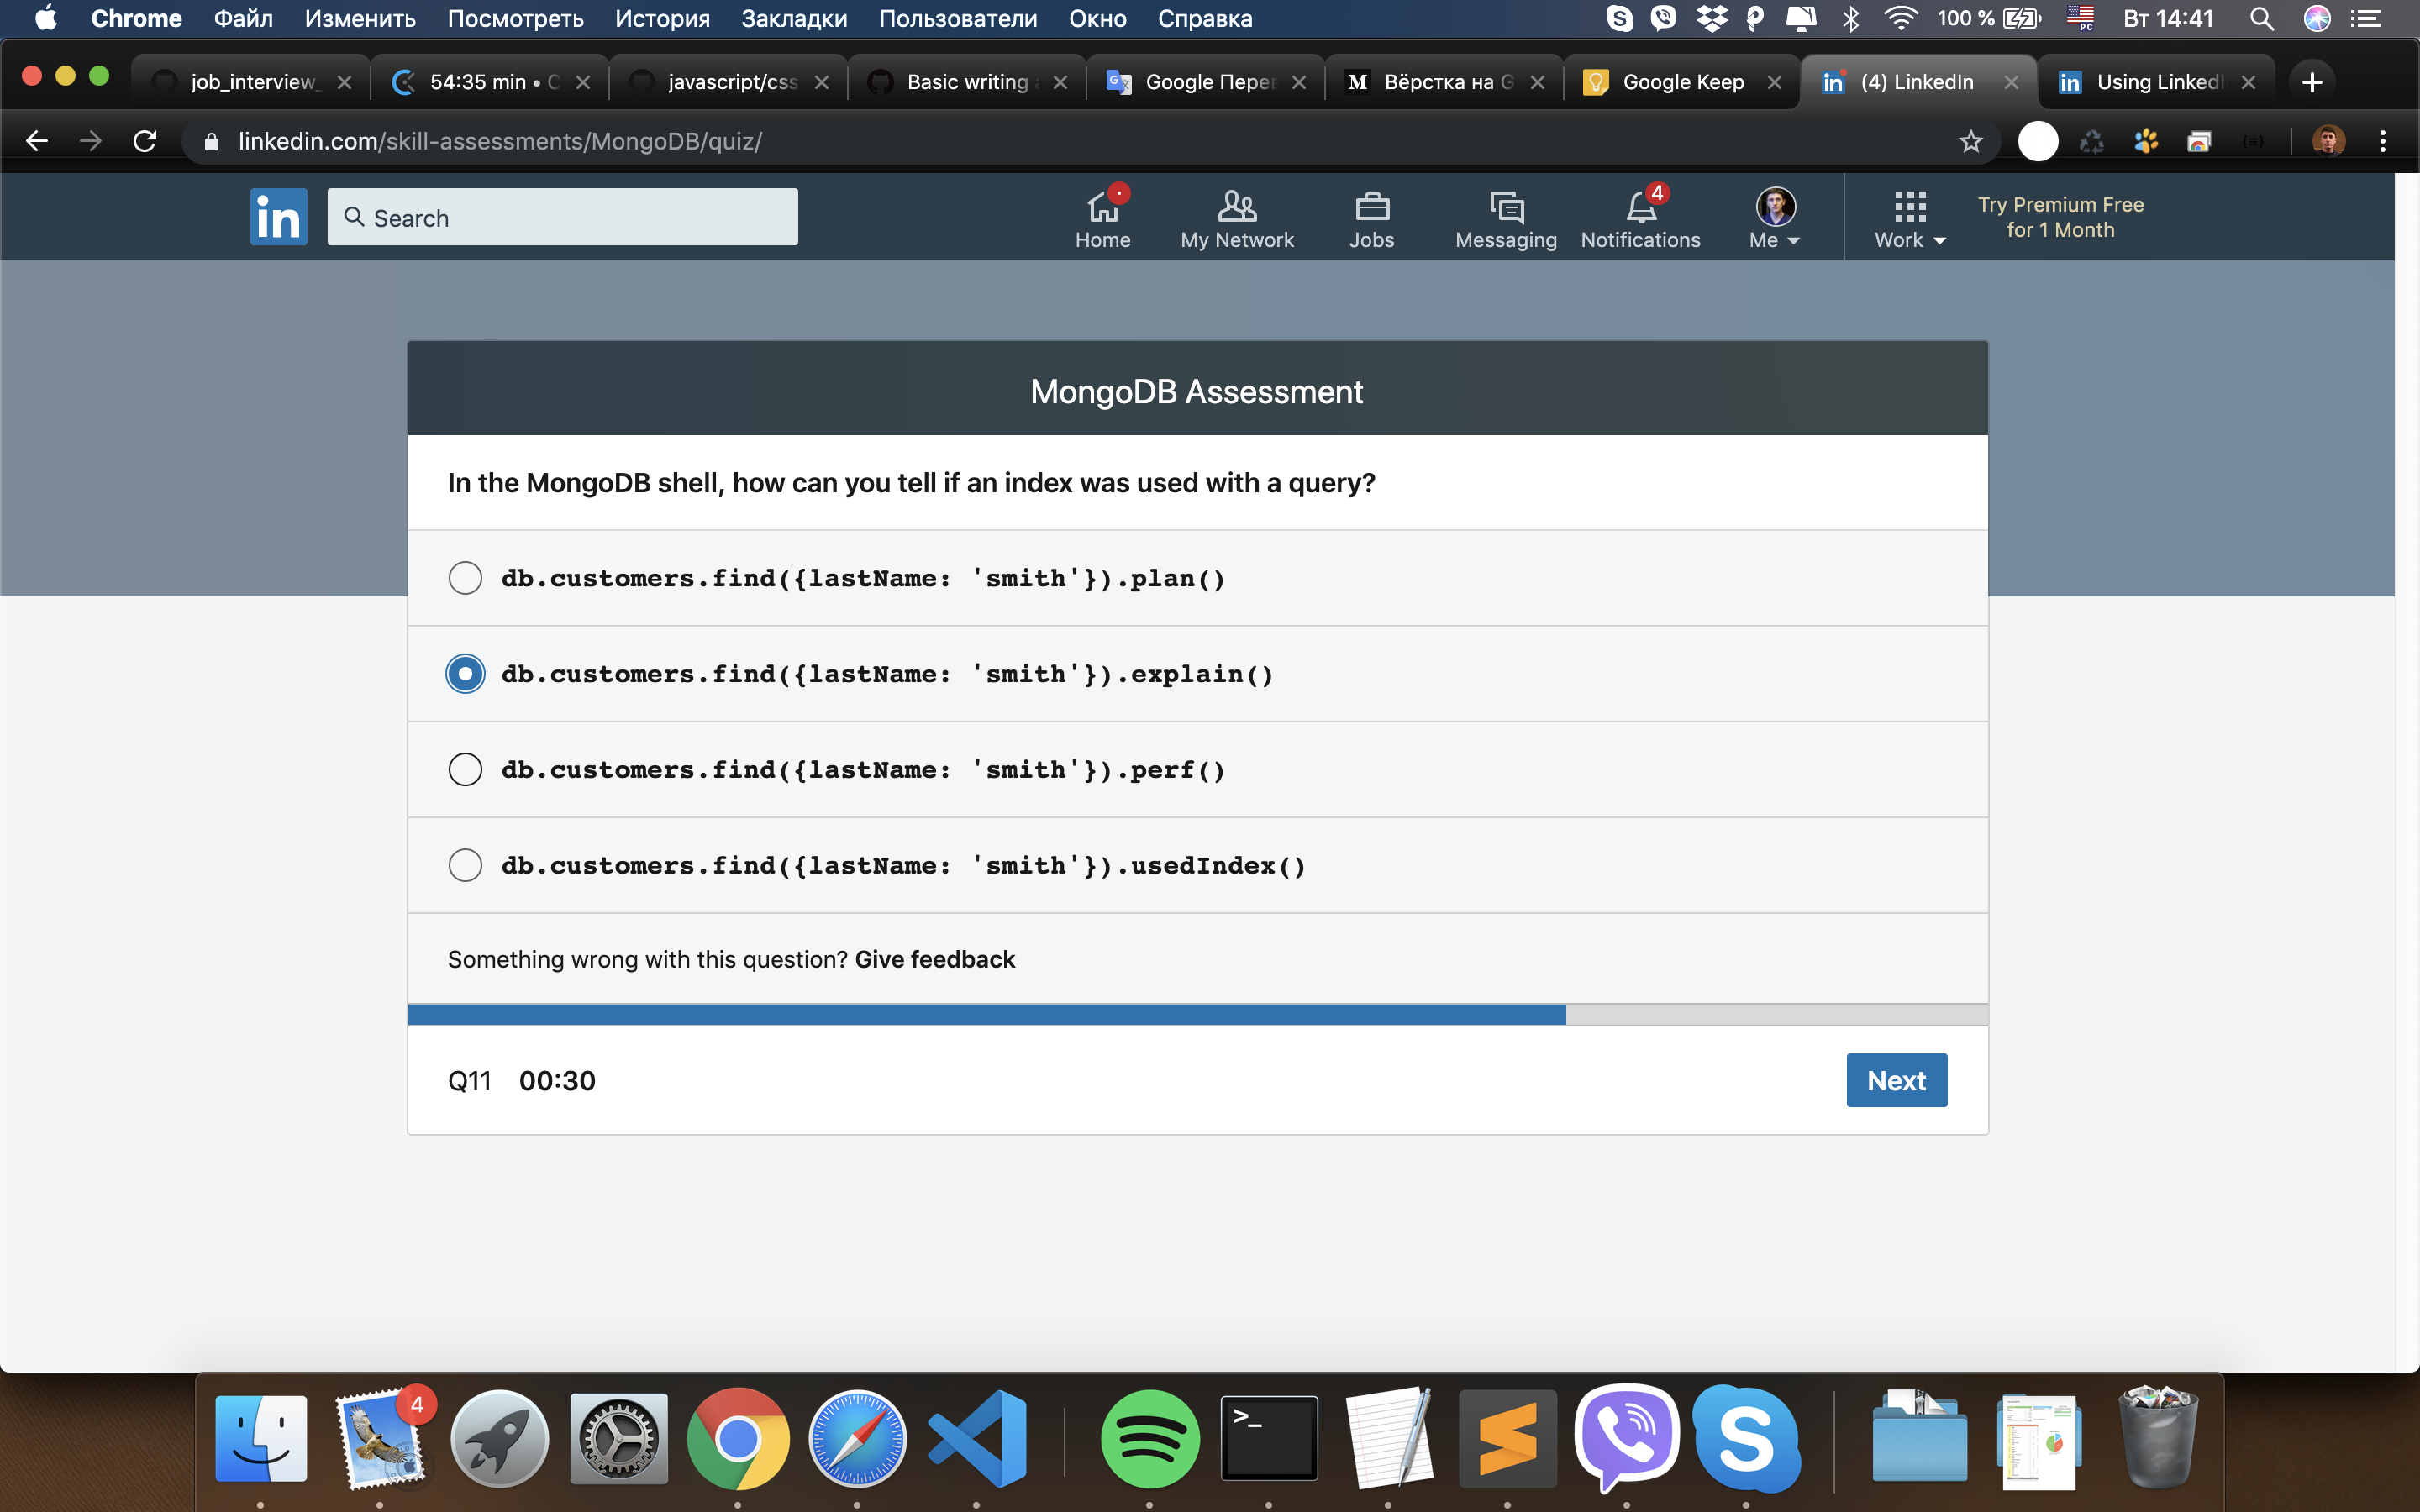 Chrome Файл Изменить Посмотреть История Закладки Пользователи Окно Справка 100 % PC Вт 14:41
job_interview_ 54:35 min • C javascript/css Basic writing Google Пере M Вёрстка на G Google Keep in (4) LinkedIn in Using LinkedI
linkedin.com/skill-assessments/MongoDB/quiz/
in Search Home My Network Jobs Messaging 4 Notifications Me Work Try Premium Free
for 1 Month
MongoDB Assessment
In the MongoDB shell, how can you tell if an index was used with a query?
db.customers.find({lastName: 'smith'}).plan()
db.customers.find({lastName: 'smith'}).explain()
db.customers.find({lastName: 'smith'}).perf()
db.customers.find({lastName: 'smith'}).usedIndex()
Something wrong with this question? Give feedback
Q11 00:30 Next
4 >_ S